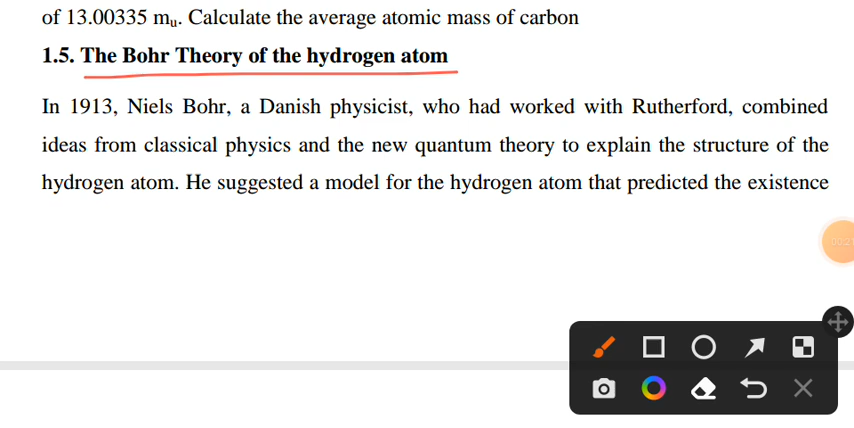 of 13.00335 mᵤ. Calculate the average atomic mass of carbon
1.5. The Bohr Theory of the hydrogen atom
In 1913, Niels Bohr, a Danish physicist, who had worked with Rutherford, combined
ideas from classical physics and the new quantum theory to explain the structure of the
hydrogen atom. He suggested a model for the hydrogen atom that predicted the existence